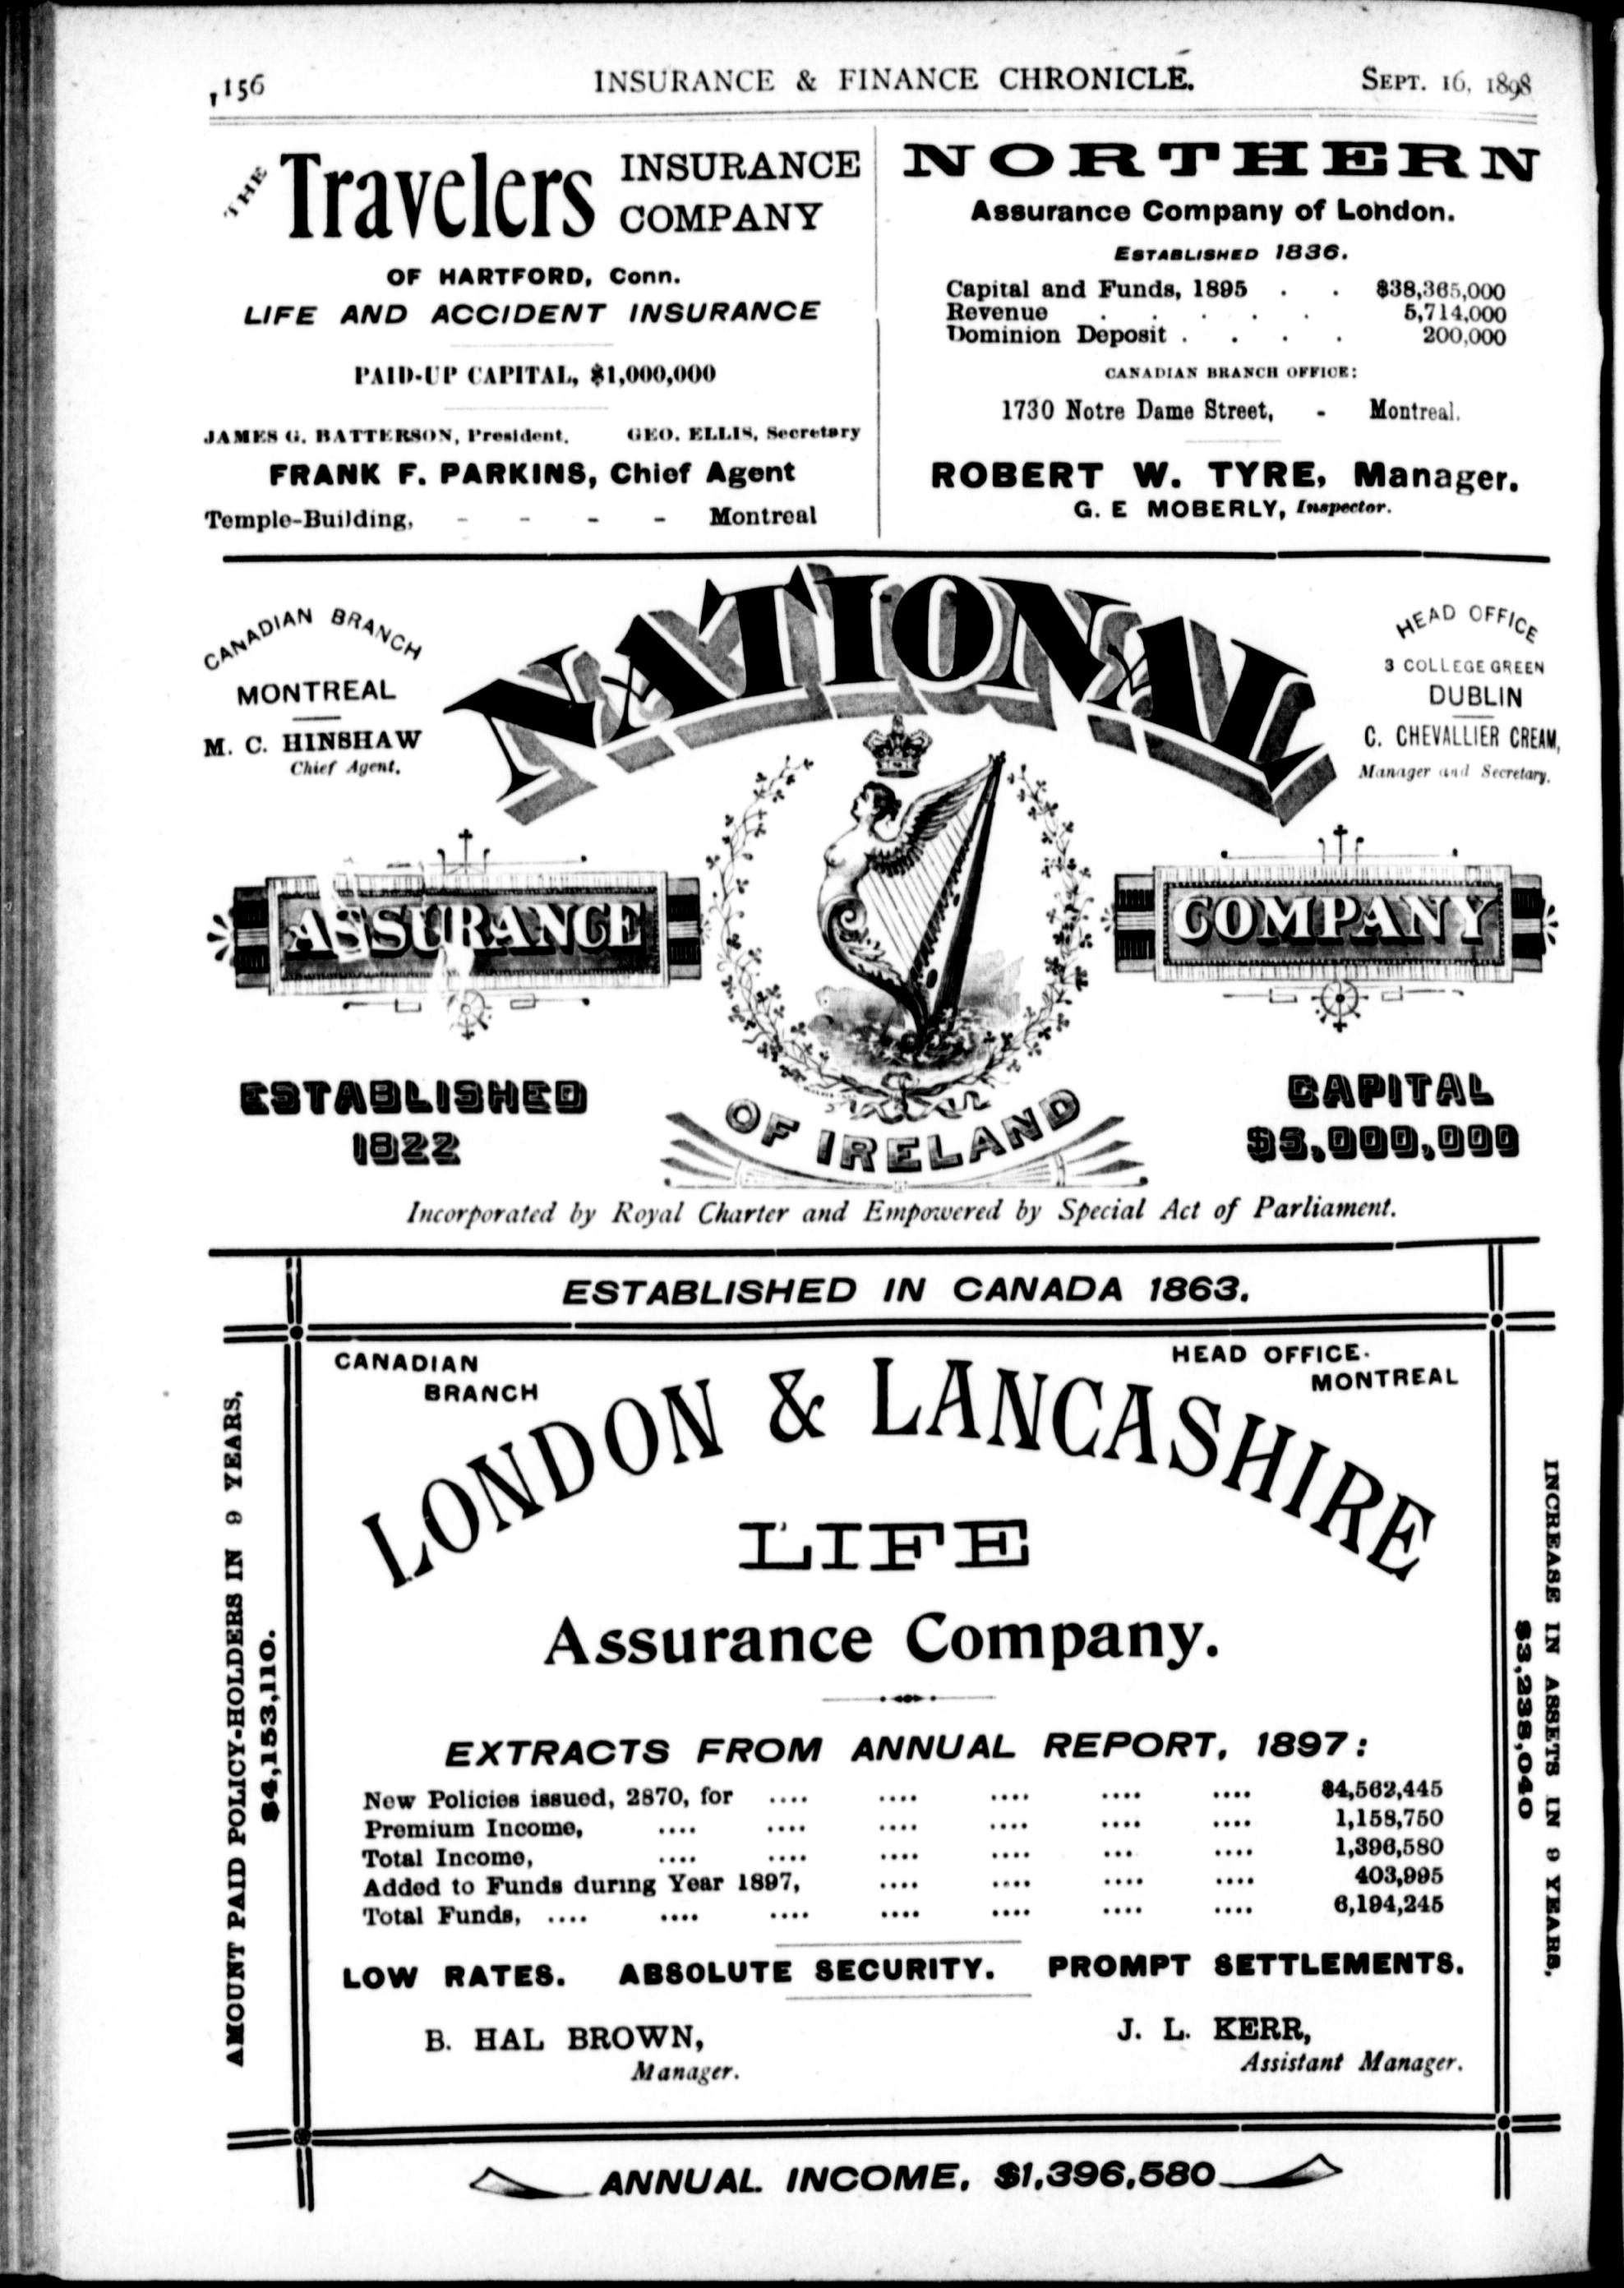 1156 INSURANCE & FINANCE CHRONICLE. SEPT. 16, 1898
THE Travelers INSURANCE COMPANY
OF HARTFORD, Conn.
LIFE AND ACCIDENT INSURANCE
PAID-UP CAPITAL, $1,000,000
JAMES G. BATTERSON, President. GEO. ELLIS, Secretary
FRANK F. PARKINS, Chief Agent
Temple-Building, - - - - Montreal
NORTHERN
Assurance Company of London.
ESTABLISHED 1836.
Capital and Funds, 1895 . . $38,365,000
Revenue . . . . . 5,714,000
Dominion Deposit . . . . 200,000
CANADIAN BRANCH OFFICE:
1730 Notre Dame Street, - Montreal.
ROBERT W. TYRE, Manager.
G. E MOBERLY, Inspector.
CANADIAN BRANCH
MONTREAL
M. C. HINSHAW
Chief Agent.
NATIONAL
HEAD OFFICE
3 COLLEGE GREEN
DUBLIN
C. CHEVALLIER CREAM,
Manager and Secretary.
ASSURANCE COMPANY
OF IRELAND
ESTABLISHED
1822
CAPITAL
$5,000,000
Incorporated by Royal Charter and Empowered by Special Act of Parliament.
ESTABLISHED IN CANADA 1863.
CANADIAN
BRANCH
HEAD OFFICE.
MONTREAL
LONDON & LANCASHIRE
LIFE
Assurance Company.
EXTRACTS FROM ANNUAL REPORT, 1897:
New Policies issued, 2870, for .... .... .... .... .... $4,562,445
Premium Income, .... .... .... .... .... .... 1,158,750
Total Income, .... .... .... .... ... .... 1,396,580
Added to Funds during Year 1897, .... .... .... .... 403,995
Total Funds, .... .... .... .... .... .... .... 6,194,245
LOW RATES. ABSOLUTE SECURITY. PROMPT SETTLEMENTS.
B. HAL BROWN,
Manager.
J. L. KERR,
Assistant Manager.
AMOUNT PAID POLICY-HOLDERS IN 9 YEARS,
$4,153,110.
INCREASE IN ASSETS IN 9 YEARS,
$3,238,040
ANNUAL INCOME, $1,396,580